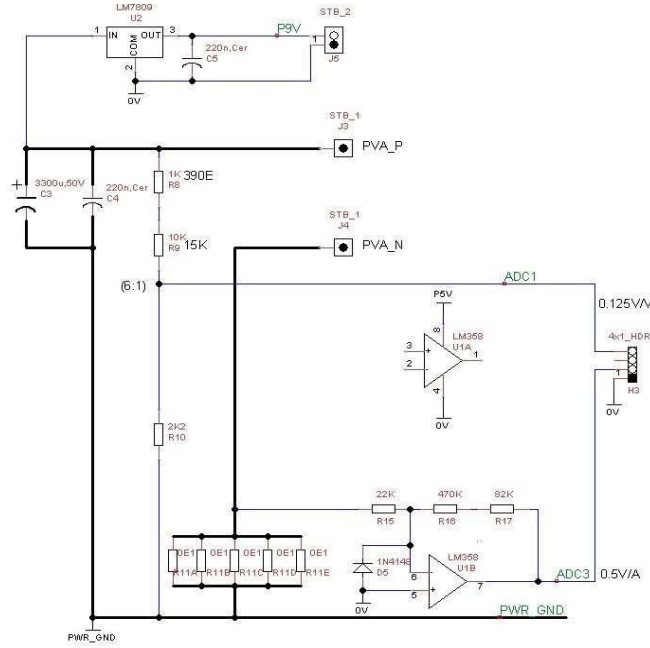 LM7809
U2
STB_2
1
IN
OUT
3
P9V
1
COM
220n,Cer
C5
J5
2
0V
STB_1
J3
PVA_P
1K 390E
R8
3300u,50V
C3
220n,Cer
C4
STB_1
J4
10K
R9 15K
PVA_N
(6:1)
ADC1
P5V
0.125V/V
8
LM358
U1A
4x1_HDR
3
1
2
1
4
H3
0V
0V
2K2
R10
22K
470K
82K
R15
R16
R17
0E1
0E1
0E1
0E1
0E1
R11A
R11B
R11C
R11D
R11E
1N4148
D5
LM358
U1B
6
7
5
ADC3
0.5V/A
0V
PWR_GND
PWR_GND